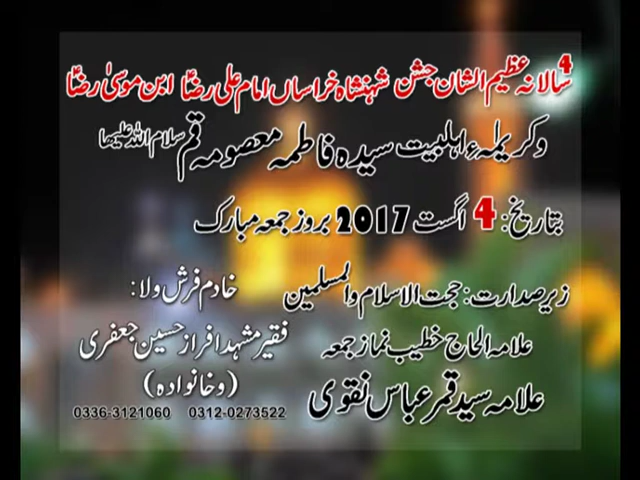 4 سالانہ عظیم الشان جشن شہنشاہ خراساں امام علی رضاؑ ابن موسیٰ رضاؑ
و کریمہء اہلبیت سیدہ فاطمہ معصومہ قم سلام اللہ علیھا
بتاریخ: 4 اگست 2017 بروز جمعہ مبارک
زیر صدارت: حجت الاسلام والمسلمین
علامہ الحاج خطیب نماز جمعہ
علامہ سید قمر عباس نقوی
خادم فرش ولا:
فقیر مشہد افراز حسین جعفری
(و خانوادہ)
0336-3121060 0312-0273522